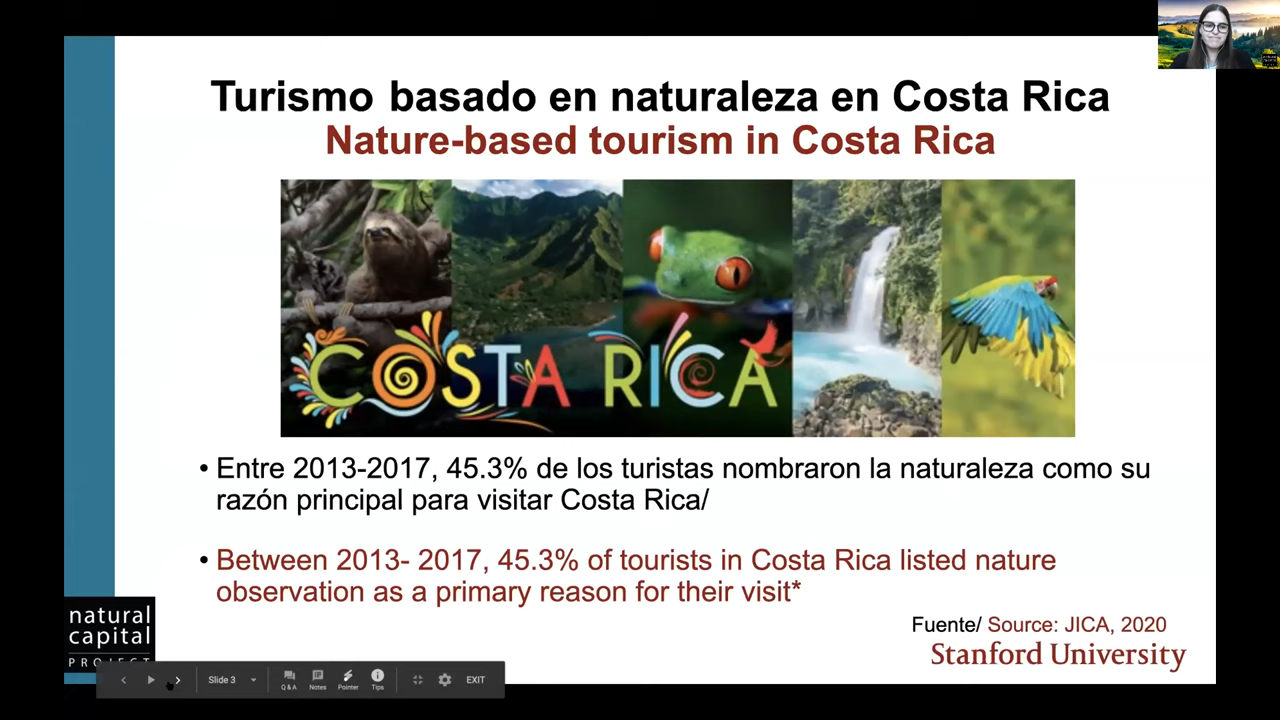 Turismo basado en naturaleza en Costa Rica
Nature-based tourism in Costa Rica
COSTA RICA
• Entre 2013-2017, 45.3% de los turistas nombraron la naturaleza como su
razón principal para visitar Costa Rica/
• Between 2013- 2017, 45.3% of tourists in Costa Rica listed nature
observation as a primary reason for their visit*
Fuente/ Source: JICA, 2020
Stanford University
natural
capital
PROJECT
Slide 3
Q & A
Notes
Pointer
Tips
EXIT